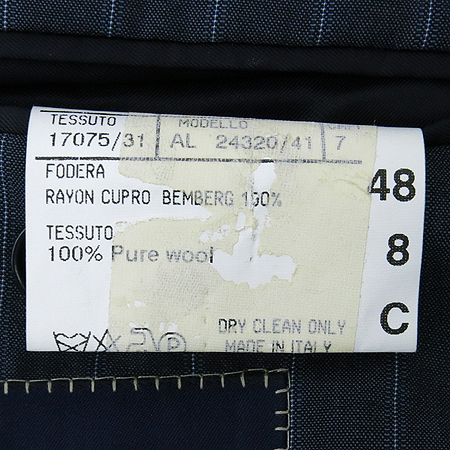 TESSUTO MODELLO
17075/31 AL 24320/41 7
FODERA
RAYON CUPRO BEMBERG 100%
TESSUTO
100% Pure wool
48
8
C
DRY CLEAN ONLY
MADE IN ITALY